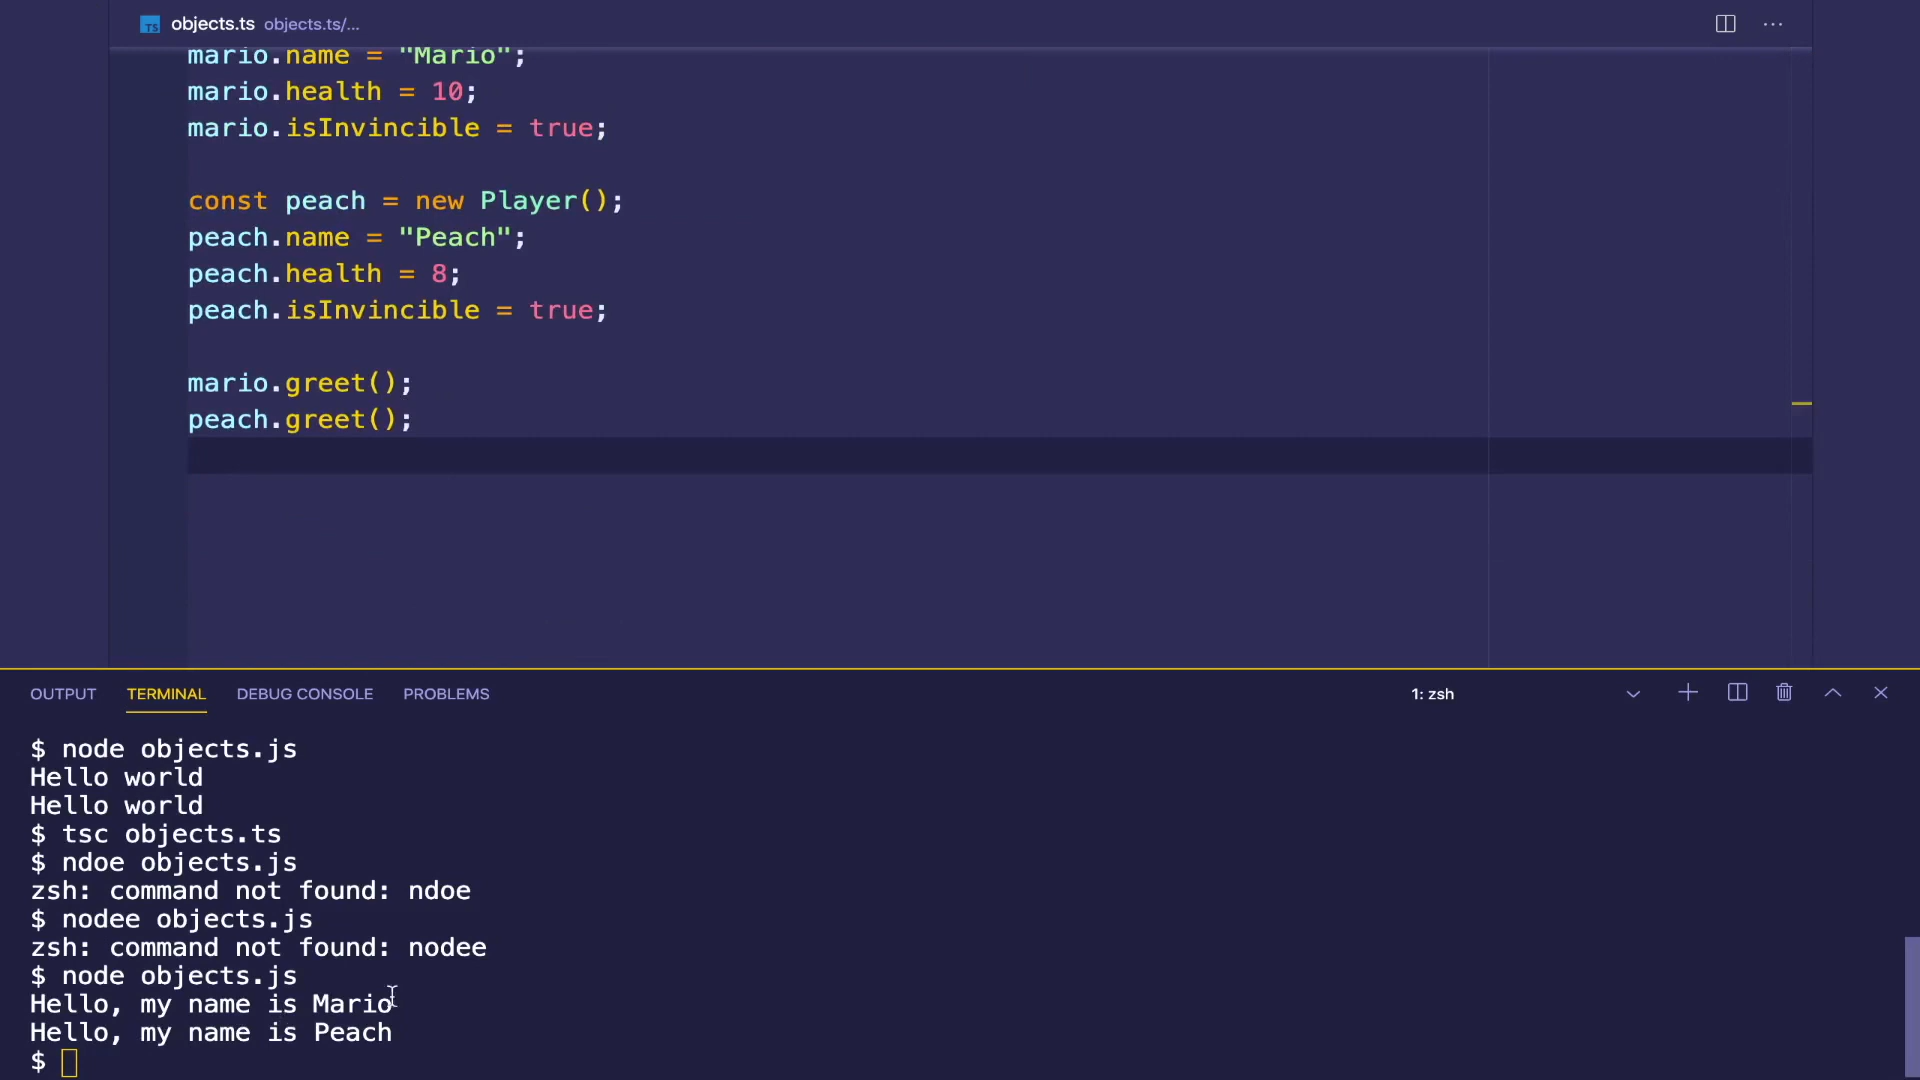 TS objects.ts objects.ts/...
mario.name = "Mario";
mario.health = 10;
mario.isInvincible = true;
const peach = new Player();
peach.name = "Peach";
peach.health = 8;
peach.isInvincible = true;
mario.greet();
peach.greet();
OUTPUT TERMINAL DEBUG CONSOLE PROBLEMS 1: zsh
$ node objects.js
Hello world
Hello world
$ tsc objects.ts
$ ndoe objects.js
zsh: command not found: ndoe
$ nodee objects.js
zsh: command not found: nodee
$ node objects.js
Hello, my name is Mario
Hello, my name is Peach
$